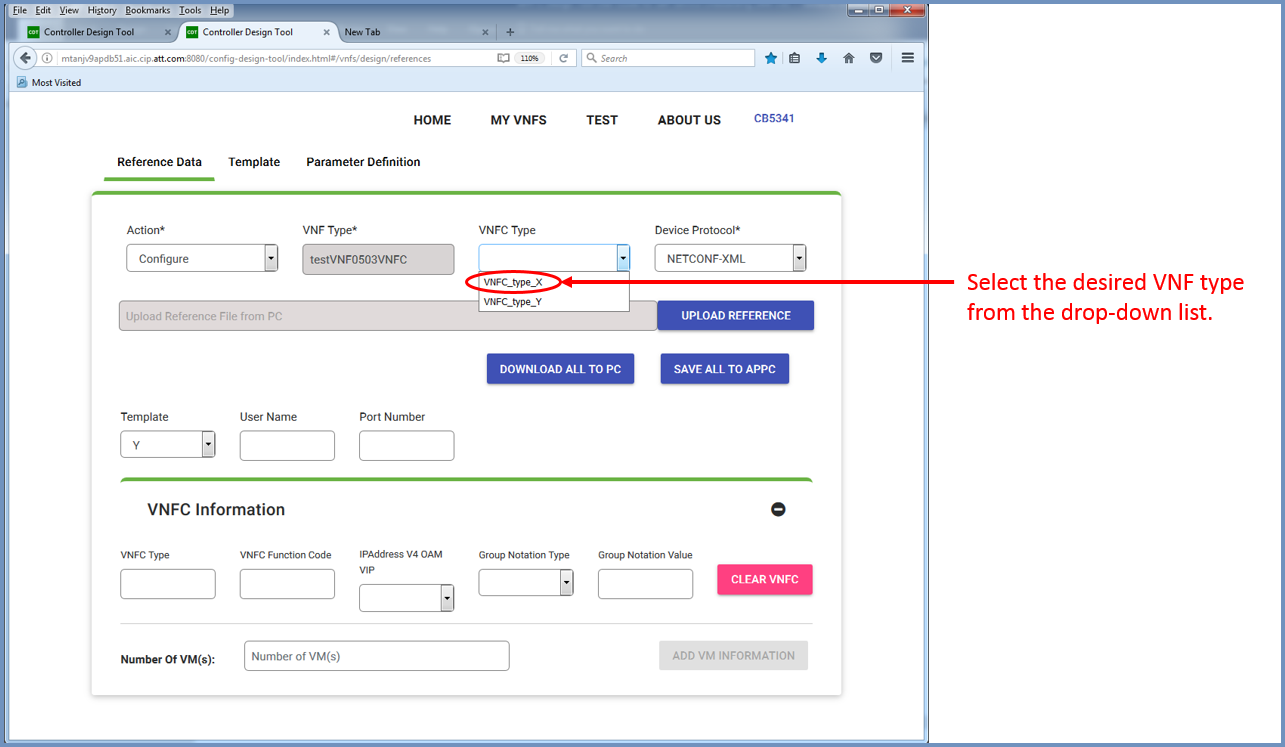 File Edit View History Bookmarks Tools Help
CDT Controller Design Tool × CDT Controller Design Tool × New Tab × +
mtanjv9apdb51.aic.cip.att.com:8080/config-design-tool/index.html#/vnfs/design/references 110% Search
Most Visited
HOME MY VNFS TEST ABOUT US CB5341
Reference Data Template Parameter Definition
Action* VNF Type* VNFC Type Device Protocol*
Configure testVNF0503VNFC NETCONF-XML
VNFC_type_X
VNFC_type_Y
Select the desired VNF type
from the drop-down list.
Upload Reference File from PC UPLOAD REFERENCE
DOWNLOAD ALL TO PC SAVE ALL TO APPC
Template User Name Port Number
Y
VNFC Information
VNFC Type VNFC Function Code IPAddress V4 OAM Group Notation Type Group Notation Value
VIP
CLEAR VNFC
Number Of VM(s): Number of VM(s) ADD VM INFORMATION